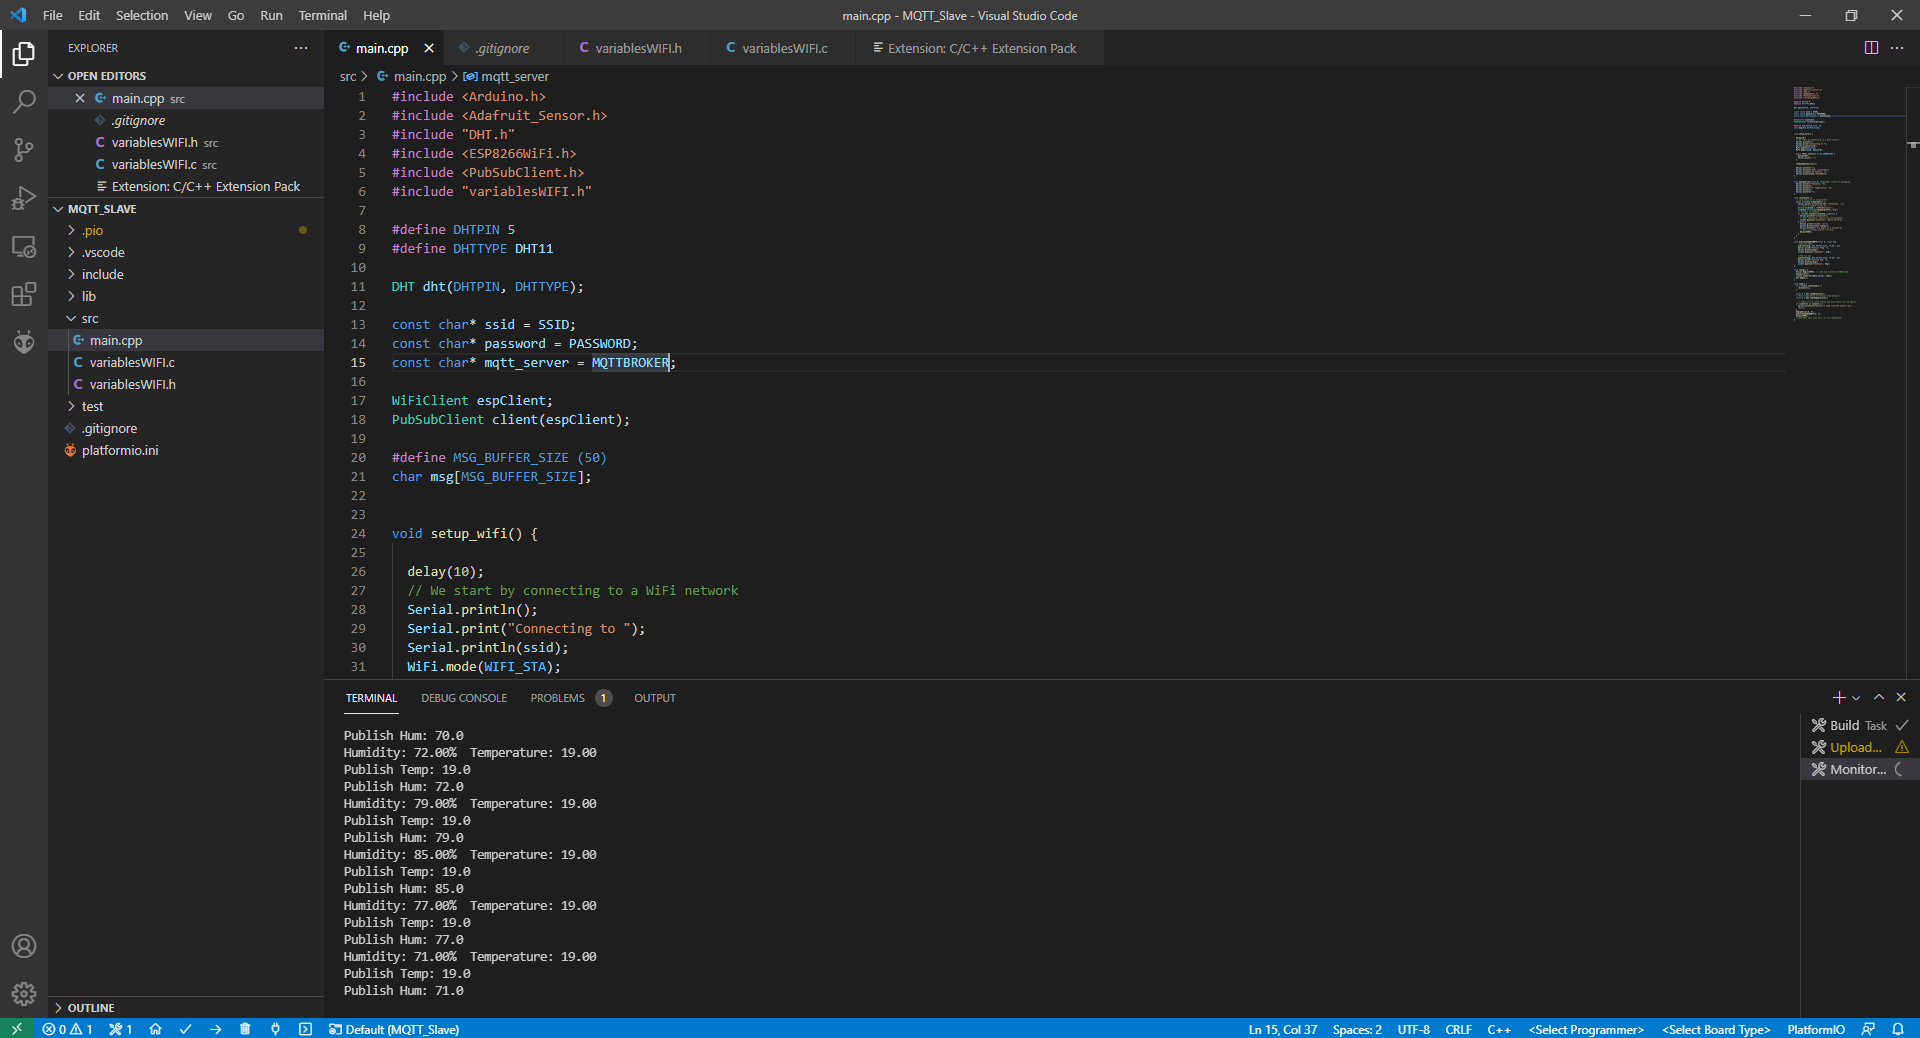 File Edit Selection View Go Run Terminal Help
main.cpp - MQTT_Slave - Visual Studio Code
EXPLORER
OPEN EDITORS
main.cpp src
.gitignore
variablesWIFI.h src
variablesWIFI.c src
Extension: C/C++ Extension Pack
MQTT_SLAVE
.pio
.vscode
include
lib
src
main.cpp
variablesWIFI.c
variablesWIFI.h
test
.gitignore
platformio.ini
OUTLINE
main.cpp .gitignore variablesWIFI.h variablesWIFI.c Extension: C/C++ Extension Pack
src > main.cpp > mqtt_server
1 #include <Arduino.h>
2 #include <Adafruit_Sensor.h>
3 #include "DHT.h"
4 #include <ESP8266WiFi.h>
5 #include <PubSubClient.h>
6 #include "variablesWIFI.h"
7
8 #define DHTPIN 5
9 #define DHTTYPE DHT11
10
11 DHT dht(DHTPIN, DHTTYPE);
12
13 const char* ssid = SSID;
14 const char* password = PASSWORD;
15 const char* mqtt_server = MQTTBROKER;
16
17 WiFiClient espClient;
18 PubSubClient client(espClient);
19
20 #define MSG_BUFFER_SIZE (50)
21 char msg[MSG_BUFFER_SIZE];
22
23
24 void setup_wifi() {
25
26 delay(10);
27 // We start by connecting to a WiFi network
28 Serial.println();
29 Serial.print("Connecting to ");
30 Serial.println(ssid);
31 WiFi.mode(WIFI_STA);
TERMINAL DEBUG CONSOLE PROBLEMS 1 OUTPUT
Publish Hum: 70.0
Humidity: 72.00% Temperature: 19.00
Publish Temp: 19.0
Publish Hum: 72.0
Humidity: 79.00% Temperature: 19.00
Publish Temp: 19.0
Publish Hum: 79.0
Humidity: 85.00% Temperature: 19.00
Publish Temp: 19.0
Publish Hum: 85.0
Humidity: 77.00% Temperature: 19.00
Publish Temp: 19.0
Publish Hum: 77.0
Humidity: 71.00% Temperature: 19.00
Publish Temp: 19.0
Publish Hum: 71.0
Build Task
Upload...
Monitor...
0 1 1 Default (MQTT_Slave) Ln 15, Col 37 Spaces: 2 UTF-8 CRLF C++ <Select Programmer> <Select Board Type> PlatformIO